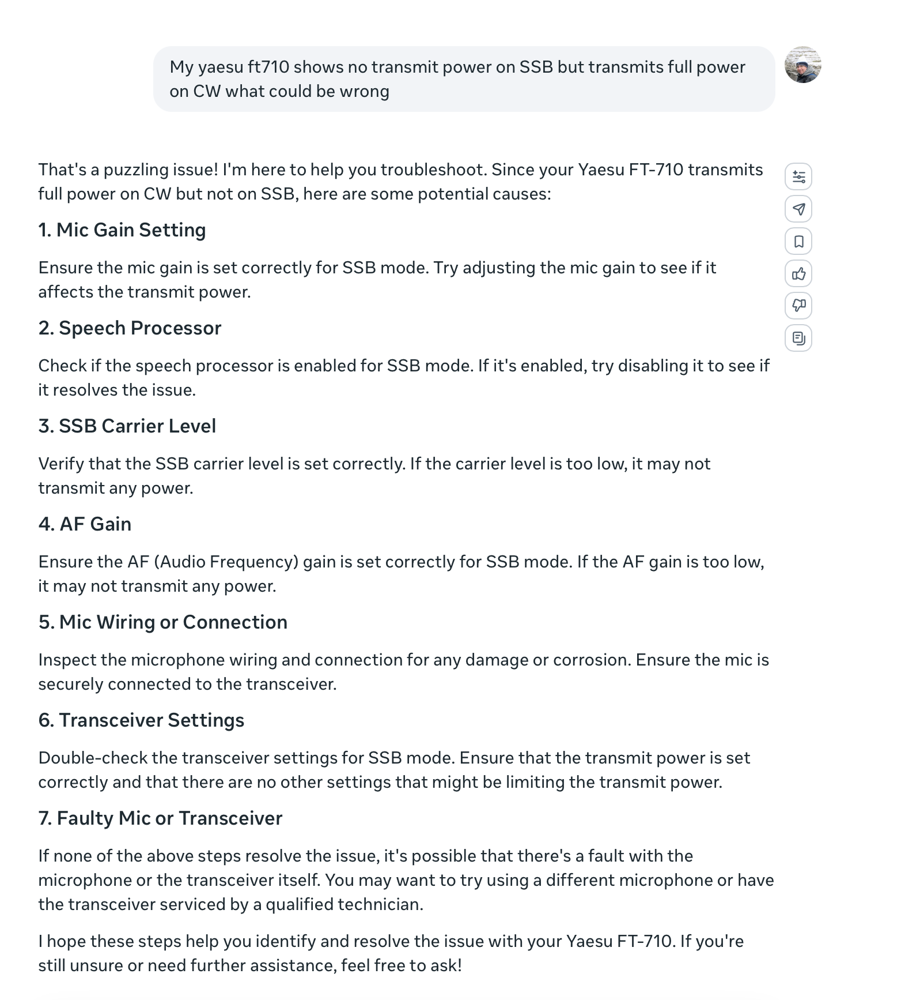 My yaesu ft710 shows no transmit power on SSB but transmits full power
on CW what could be wrong
That's a puzzling issue! I'm here to help you troubleshoot. Since your Yaesu FT-710 transmits
full power on CW but not on SSB, here are some potential causes:
1. Mic Gain Setting
Ensure the mic gain is set correctly for SSB mode. Try adjusting the mic gain to see if it
affects the transmit power.
2. Speech Processor
Check if the speech processor is enabled for SSB mode. If it's enabled, try disabling it to see if
it resolves the issue.
3. SSB Carrier Level
Verify that the SSB carrier level is set correctly. If the carrier level is too low, it may not
transmit any power.
4. AF Gain
Ensure the AF (Audio Frequency) gain is set correctly for SSB mode. If the AF gain is too low,
it may not transmit any power.
5. Mic Wiring or Connection
Inspect the microphone wiring and connection for any damage or corrosion. Ensure the mic is
securely connected to the transceiver.
6. Transceiver Settings
Double-check the transceiver settings for SSB mode. Ensure that the transmit power is set
correctly and that there are no other settings that might be limiting the transmit power.
7. Faulty Mic or Transceiver
If none of the above steps resolve the issue, it's possible that there's a fault with the
microphone or the transceiver itself. You may want to try using a different microphone or have
the transceiver serviced by a qualified technician.
I hope these steps help you identify and resolve the issue with your Yaesu FT-710. If you're
still unsure or need further assistance, feel free to ask!